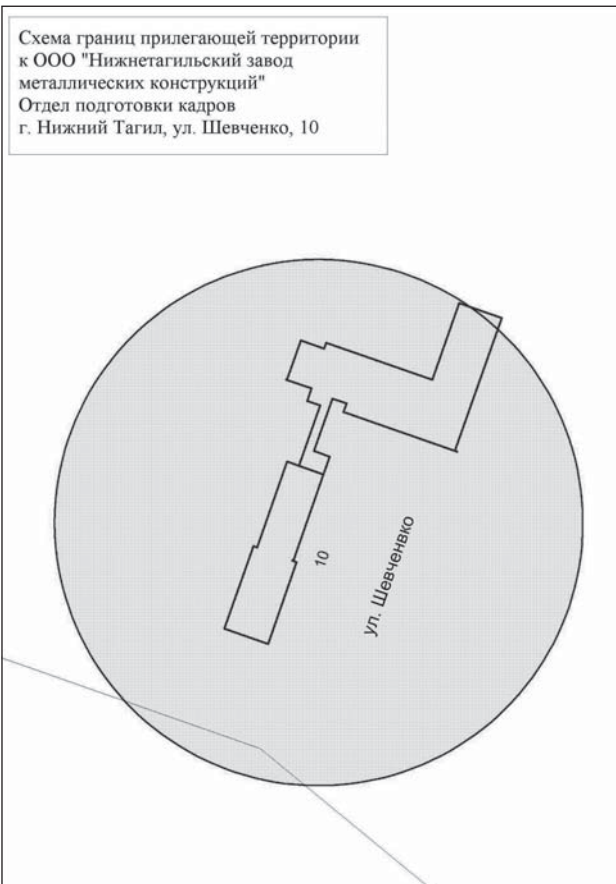 Схема границ прилегающей территории
к ООО "Нижнетагильский завод
металлических конструкций"
Отдел подготовки кадров
г. Нижний Тагил, ул. Шевченко, 10
10
ул. Шевченвко